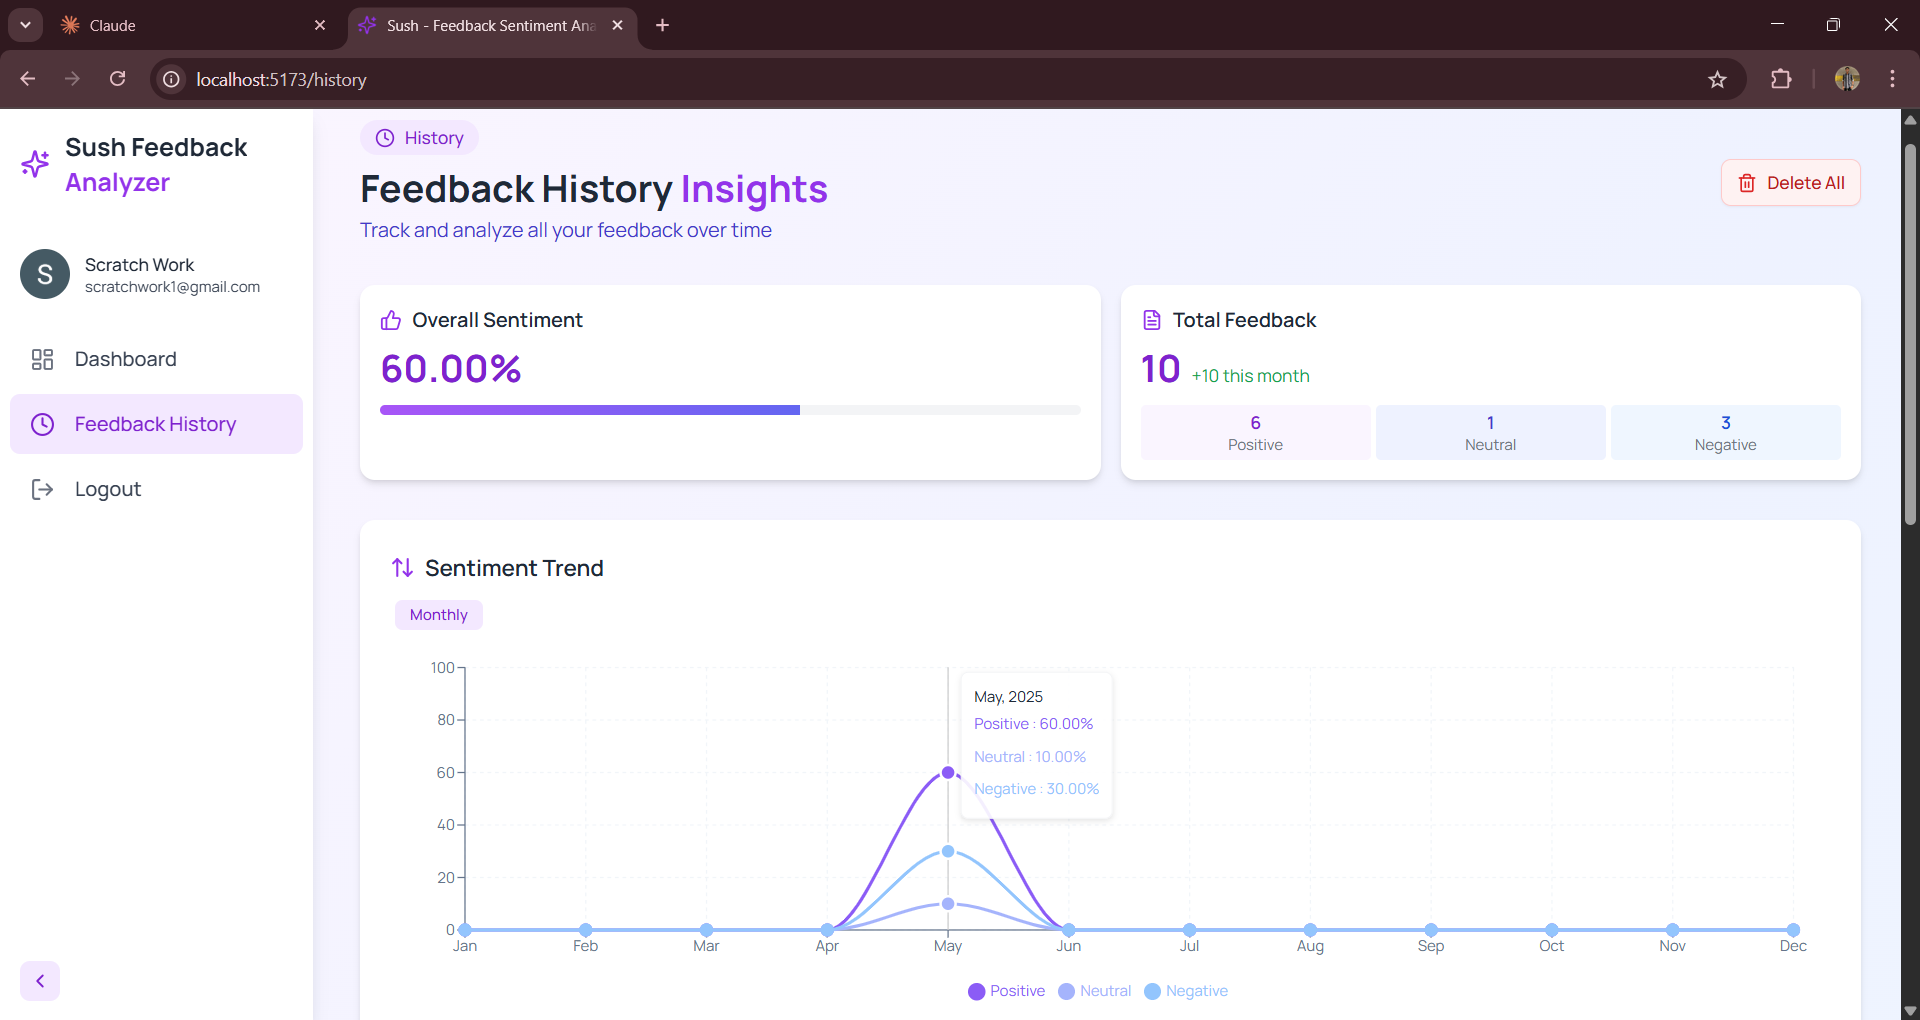 Claude
Sush - Feedback Sentiment Ana
localhost:5173/history
Sush Feedback
Analyzer
S
Scratch Work
scratchwork1@gmail.com
Dashboard
Feedback History
Logout
History
Feedback History Insights
Track and analyze all your feedback over time
Delete All
Overall Sentiment
60.00%
Total Feedback
10 +10 this month
6
Positive
1
Neutral
3
Negative
Sentiment Trend
Monthly
100
80
60
40
20
0
May, 2025
Positive : 60.00%
Neutral : 10.00%
Negative : 30.00%
Jan Feb Mar Apr May Jun Jul Aug Sep Oct Nov Dec
Positive Neutral Negative